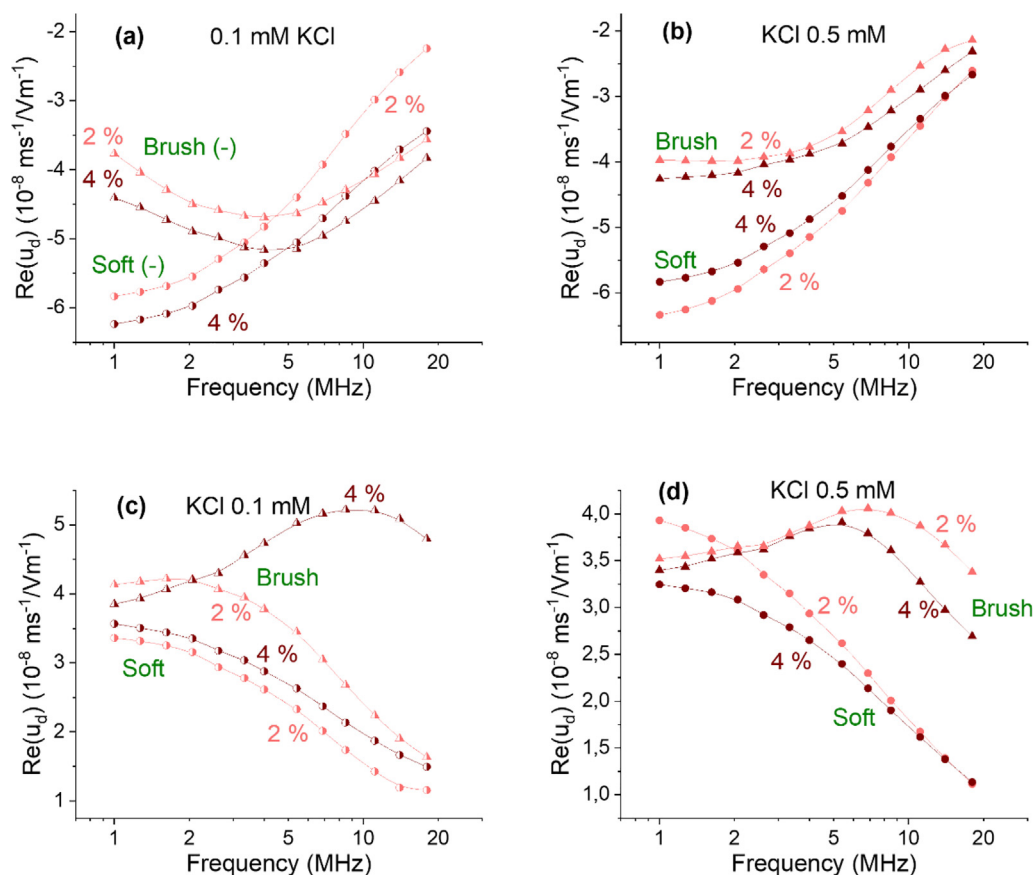 (a) 0.1 mM KCl
-2
-3
-4
-5
-6
Re(u_d) (10⁻⁸ ms⁻¹/Vm⁻¹)
2 %
2 %
Brush (-)
4 %
Soft (-)
4 %
1 2 5 10 20
Frequency (MHz)
(b) KCl 0.5 mM
-2
-3
-4
-5
-6
Re(u_d) (10⁻⁸ ms⁻¹/Vm⁻¹)
Brush
2 %
4 %
4 %
Soft
2 %
1 2 5 10 20
Frequency (MHz)
(c) KCl 0.1 mM
5
4
3
2
1
Re(u_d) (10⁻⁸ ms⁻¹/Vm⁻¹)
4 %
Brush
2 %
4 %
Soft
2 %
1 2 5 10 20
Frequency (MHz)
(d) KCl 0.5 mM
4,0
3,5
3,0
2,5
2,0
1,5
1,0
Re(u_d) (10⁻⁸ ms⁻¹/Vm⁻¹)
2 %
2 %
Brush
4 %
4 %
Soft
1 2 5 10 20
Frequency (MHz)